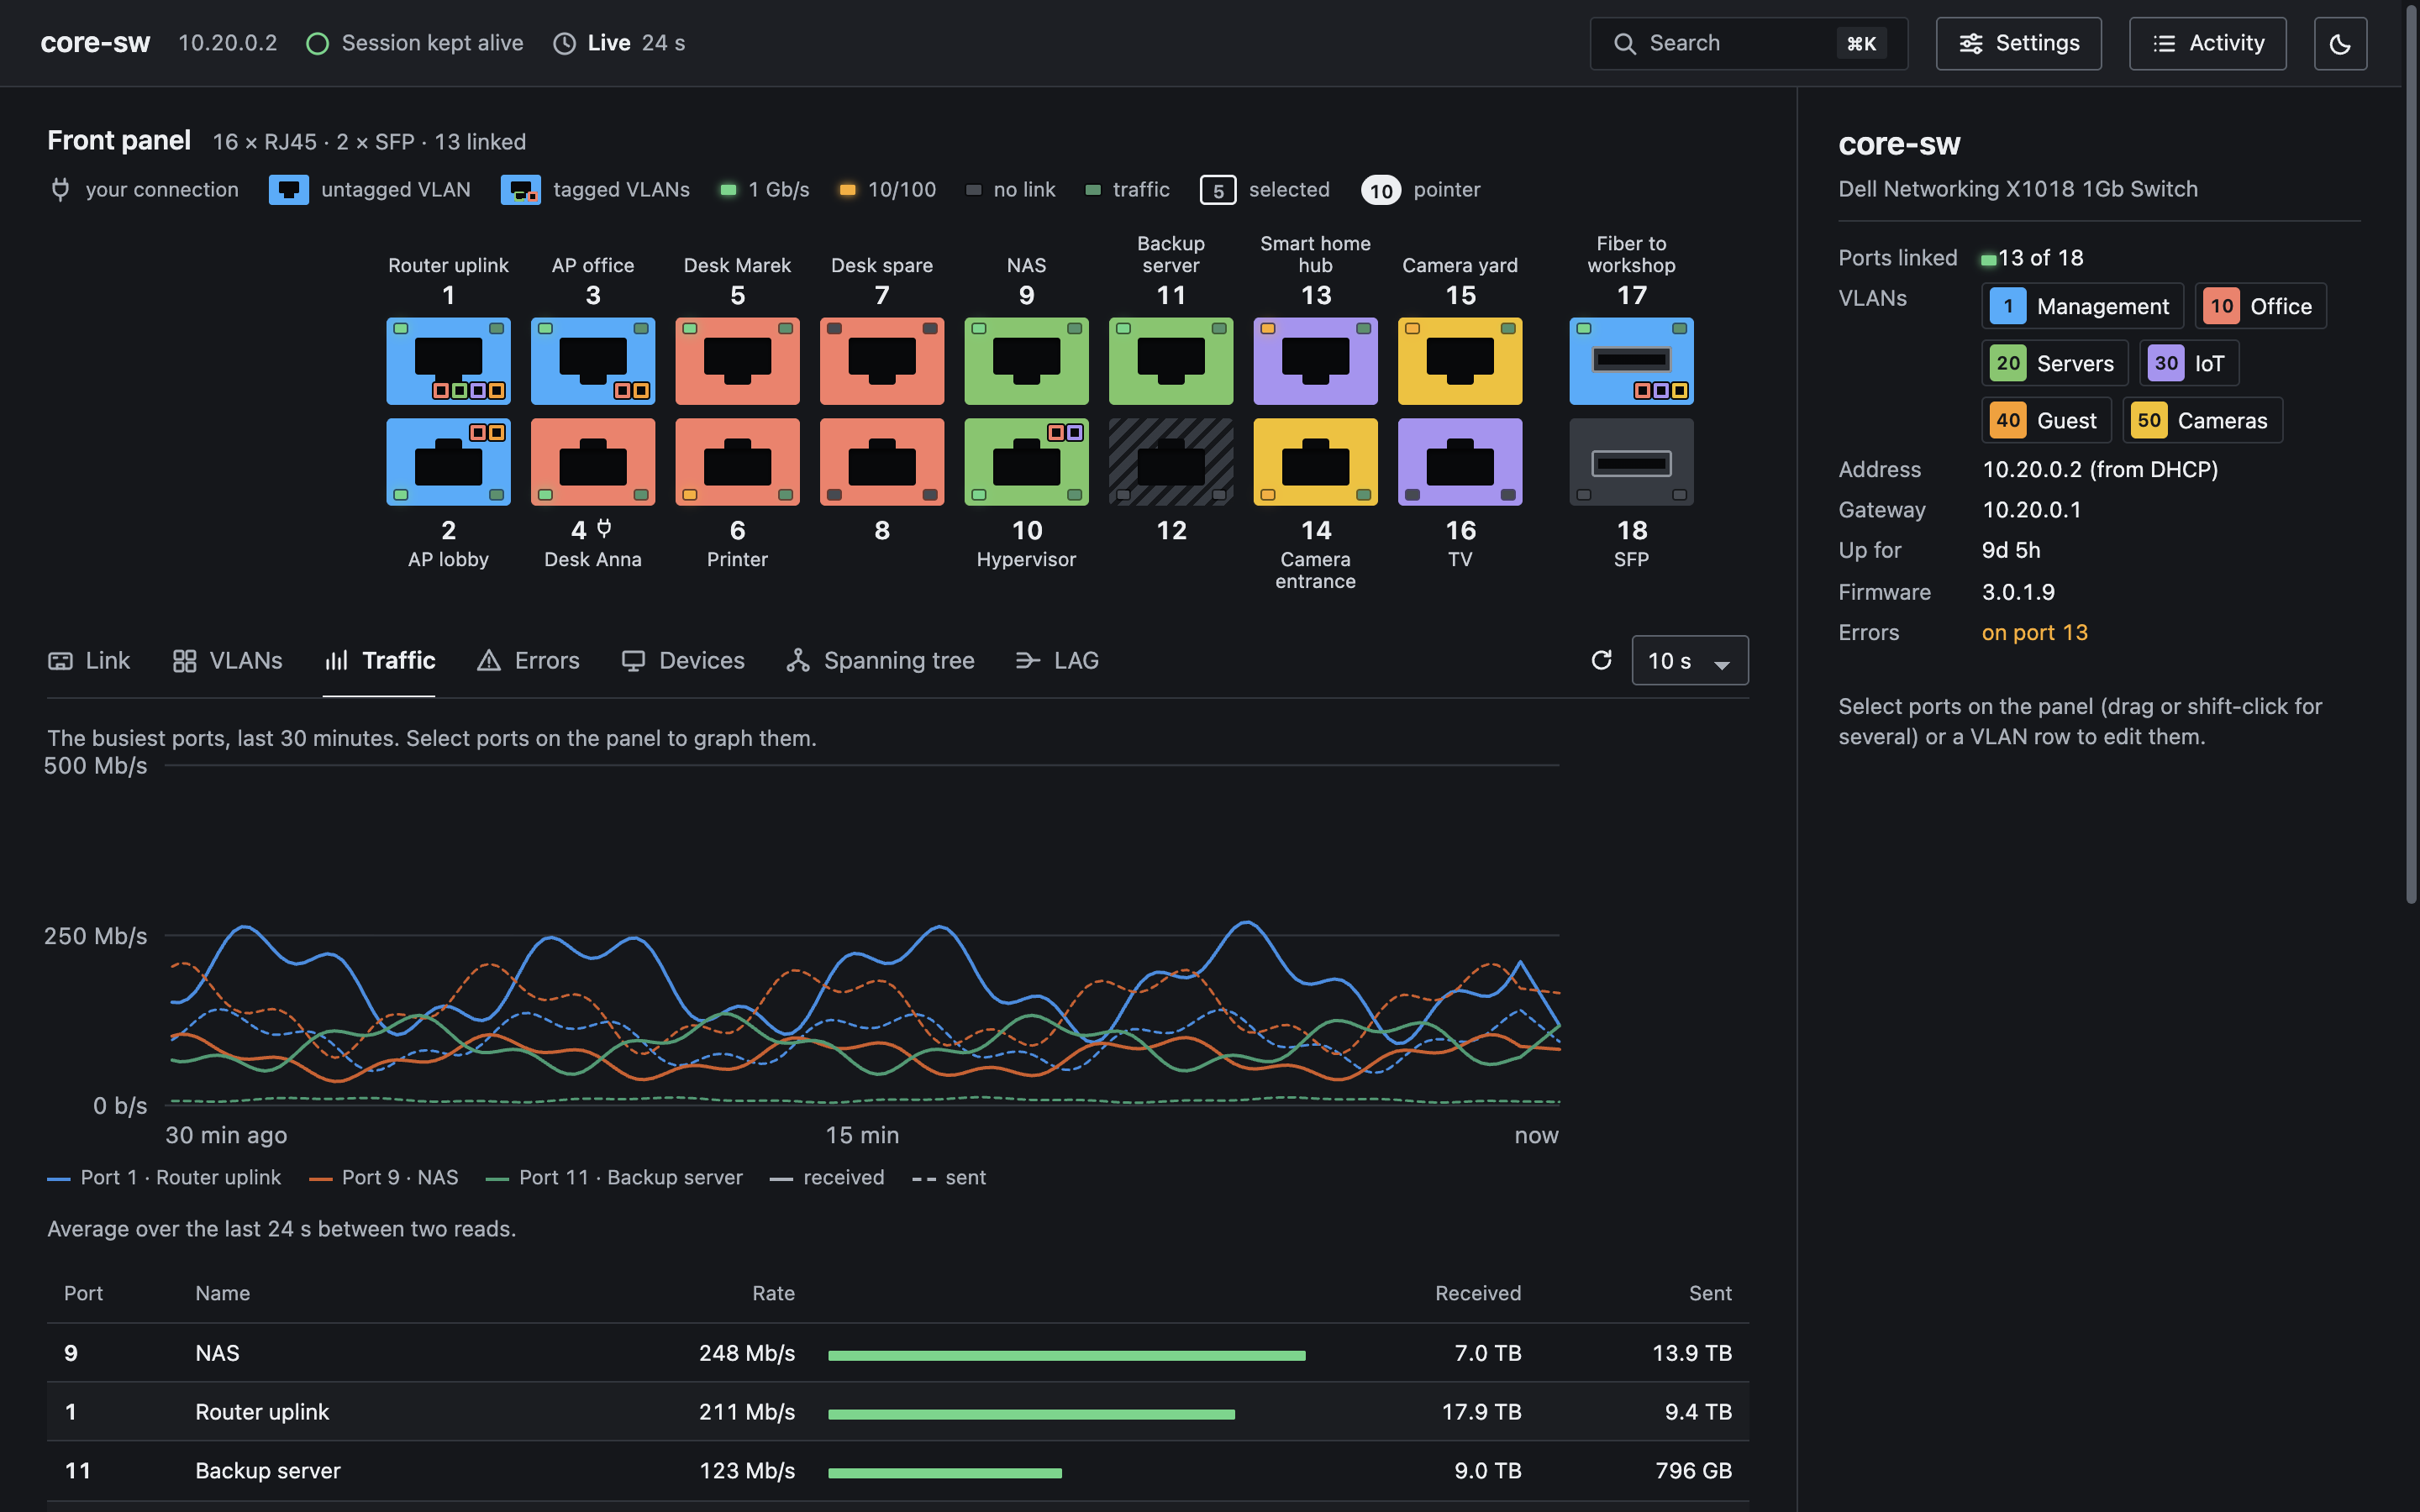 core-sw 10.20.0.2 Session kept alive Live 24 s Search ⌘K Settings Activity
Front panel 16 × RJ45 · 2 × SFP · 13 linked
your connection untagged VLAN tagged VLANs 1 Gb/s 10/100 no link traffic 5 selected 10 pointer
Router uplink AP office Desk Marek Desk spare NAS Backup server Smart home hub Camera yard Fiber to workshop
1 3 5 7 9 11 13 15 17
2 4 6 8 10 12 14 16 18
AP lobby Desk Anna Printer Hypervisor Camera entrance TV SFP
Link VLANs Traffic Errors Devices Spanning tree LAG 10 s
The busiest ports, last 30 minutes. Select ports on the panel to graph them.
500 Mb/s
250 Mb/s
0 b/s
30 min ago 15 min now
Port 1 · Router uplink Port 9 · NAS Port 11 · Backup server received sent
Average over the last 24 s between two reads.
Port Name Rate Received Sent
9 NAS 248 Mb/s 7.0 TB 13.9 TB
1 Router uplink 211 Mb/s 17.9 TB 9.4 TB
11 Backup server 123 Mb/s 9.0 TB 796 GB
core-sw
Dell Networking X1018 1Gb Switch
Ports linked 13 of 18
VLANs 1 Management 10 Office
20 Servers 30 IoT
40 Guest 50 Cameras
Address 10.20.0.2 (from DHCP)
Gateway 10.20.0.1
Up for 9d 5h
Firmware 3.0.1.9
Errors on port 13
Select ports on the panel (drag or shift-click for
several) or a VLAN row to edit them.